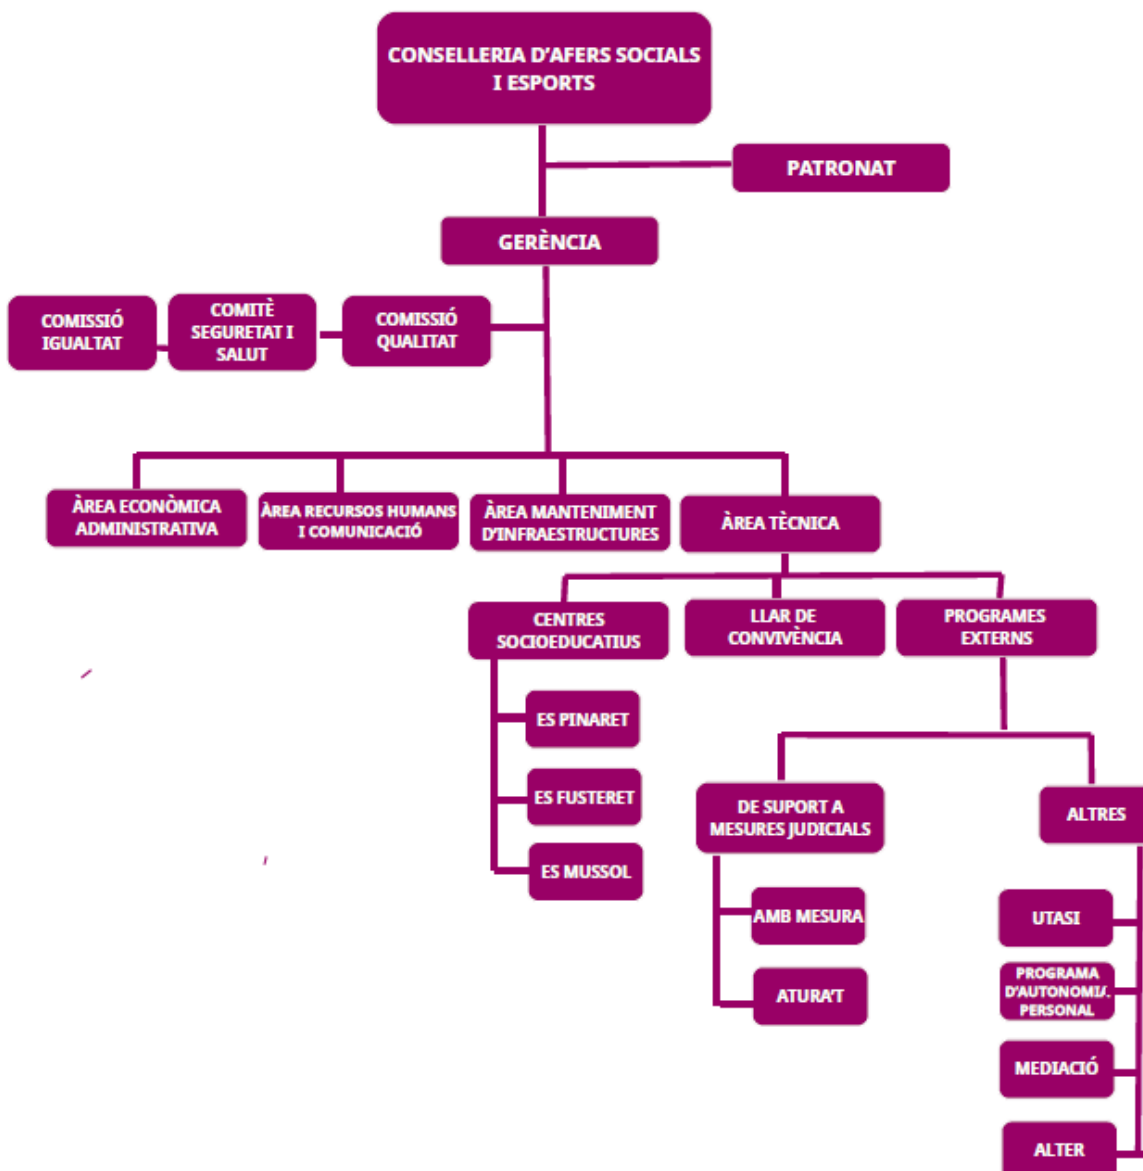 CONSELLERIA D'AFERS SOCIALS
I ESPORTS
PATRONAT
GERÈNCIA
COMISSIÓ
IGUALTAT
COMITÈ
SEGURETAT I
SALUT
COMISSIÓ
QUALITAT
ÀREA ECONÒMICA
ADMINISTRATIVA
ÀREA RECURSOS HUMANS
I COMUNICACIÓ
ÀREA MANTENIMENT
D'INFRAESTRUCTURES
ÀREA TÈCNICA
CENTRES
SOCIOEDUCATIUS
LLAR DE
CONVIVÈNCIA
PROGRAMES
EXTERNS
ES PINARET
ES FUSTERET
ES MUSSOL
DE SUPORT A
MESURES JUDICIALS
AMB MESURA
ATURA'T
ALTRES
UTASI
PROGRAMA
D'AUTONOMIA
PERSONAL
MEDIACIÓ
ALTER